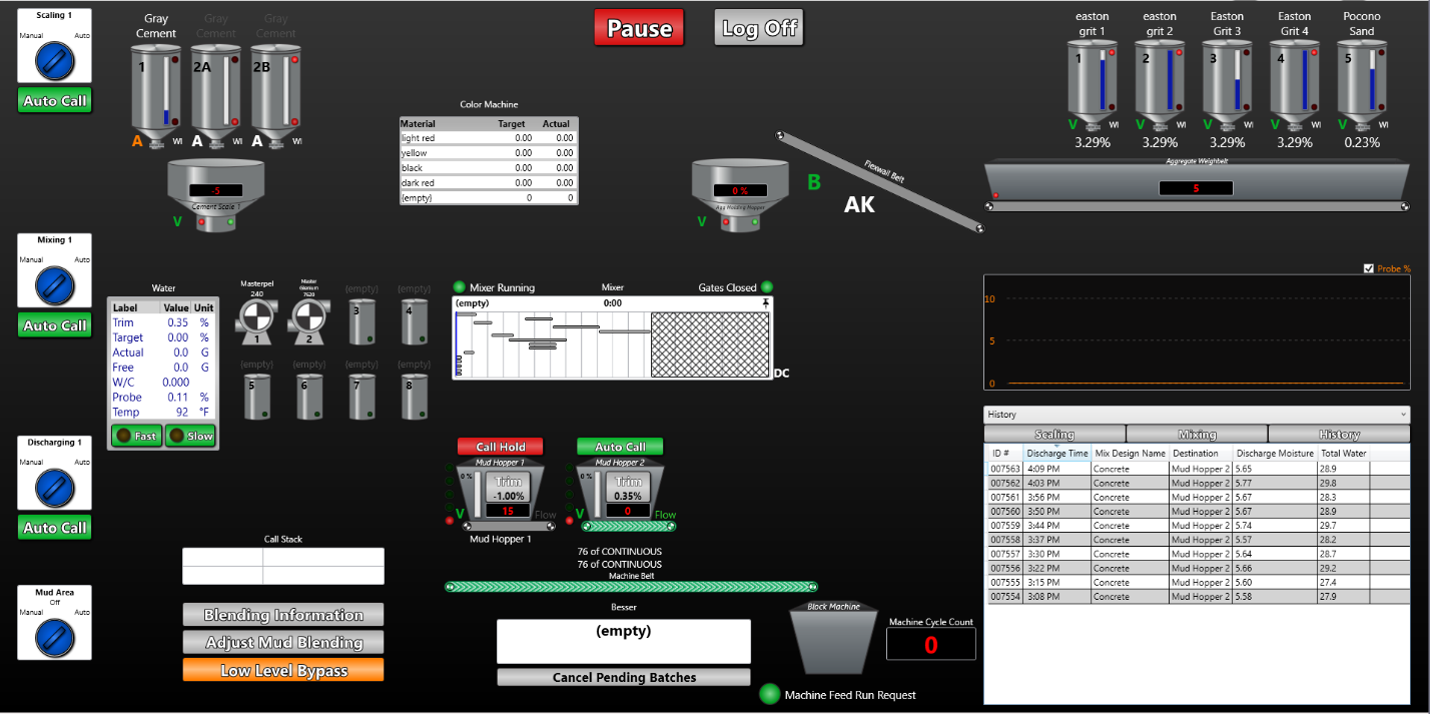 Scaling 1
Manual Auto
Auto Call
Gray Cement
Gray Cement
Gray Cement
1
2A
2B
A WI A WI A WI
-5
Cement Scale 1
V
Pause
Log Off
Color Machine
Material Target Actual
light red 0.00 0.00
yellow 0.00 0.00
black 0.00 0.00
dark red 0.00 0.00
(empty) 0 0
0 %
Agg Holding Hopper
V
B
AK
Flexwall Belt
easton grit 1
easton grit 2
Easton Grit 3
Easton Grit 4
Pocono Sand
1 2 3 4 5
V WI V WI V WI V WI V WI
3.29% 3.29% 3.29% 3.29% 0.23%
Aggregate Weighbelt
5
Mixing 1
Manual Auto
Auto Call
Water
Label Value Unit
Trim 0.35 %
Target 0.00 %
Actual 0.0 G
Free 0.0 G
W/C 0.000
Probe 0.11 %
Temp 92 °F
Fast Slow
Masterpel 240
1
2
(empty)
3
(empty)
4
(empty)
5
(empty)
6
(empty)
7
(empty)
8
Mixer Running Mixer Gates Closed
(empty) 0:00
DC
Probe %
10
5
0
Discharging 1
Manual Auto
Auto Call
Call Hold
Mud Hopper 1
0 %
Trim
-1.00%
15
V
Flow
Mud Hopper 1
Auto Call
Mud Hopper 2
0 %
Trim
0.35%
0
V
Flow
76 of CONTINUOUS
76 of CONTINUOUS
Machine Belt
History
Scaling Mixing History
ID # Discharge Time Mix Design Name Destination Discharge Moisture Total Water
007563 4:09 PM Concrete Mud Hopper 2 5.65 28.9
007562 4:03 PM Concrete Mud Hopper 2 5.77 29.8
007561 3:56 PM Concrete Mud Hopper 2 5.67 28.3
007560 3:50 PM Concrete Mud Hopper 2 5.67 28.9
007559 3:44 PM Concrete Mud Hopper 2 5.74 29.7
007558 3:37 PM Concrete Mud Hopper 2 5.57 28.2
007557 3:30 PM Concrete Mud Hopper 2 5.64 28.7
007556 3:22 PM Concrete Mud Hopper 2 5.66 29.2
007555 3:15 PM Concrete Mud Hopper 2 5.60 27.4
007554 3:08 PM Concrete Mud Hopper 2 5.58 27.9
Call Stack
Mud Area
Off
Manual Auto
Blending Information
Adjust Mud Blending
Low Level Bypass
Besser
(empty)
Cancel Pending Batches
Block Machine
Machine Cycle Count
0
Machine Feed Run Request